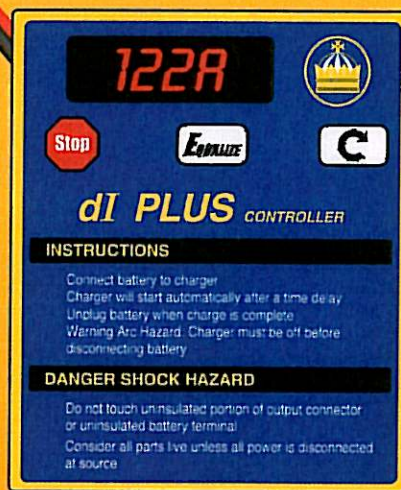 122A
Stop
EQUALIZE
dI PLUS CONTROLLER
INSTRUCTIONS
Connect battery to charger
Charger will start automatically after a time delay
Unplug battery when charge is complete
Warning Arc Hazard: Charger must be off before
disconnecting battery
DANGER SHOCK HAZARD
Do not touch uninsulated portion of output connector
or uninsulated battery terminal
Consider all parts live unless all power is disconnected
at source